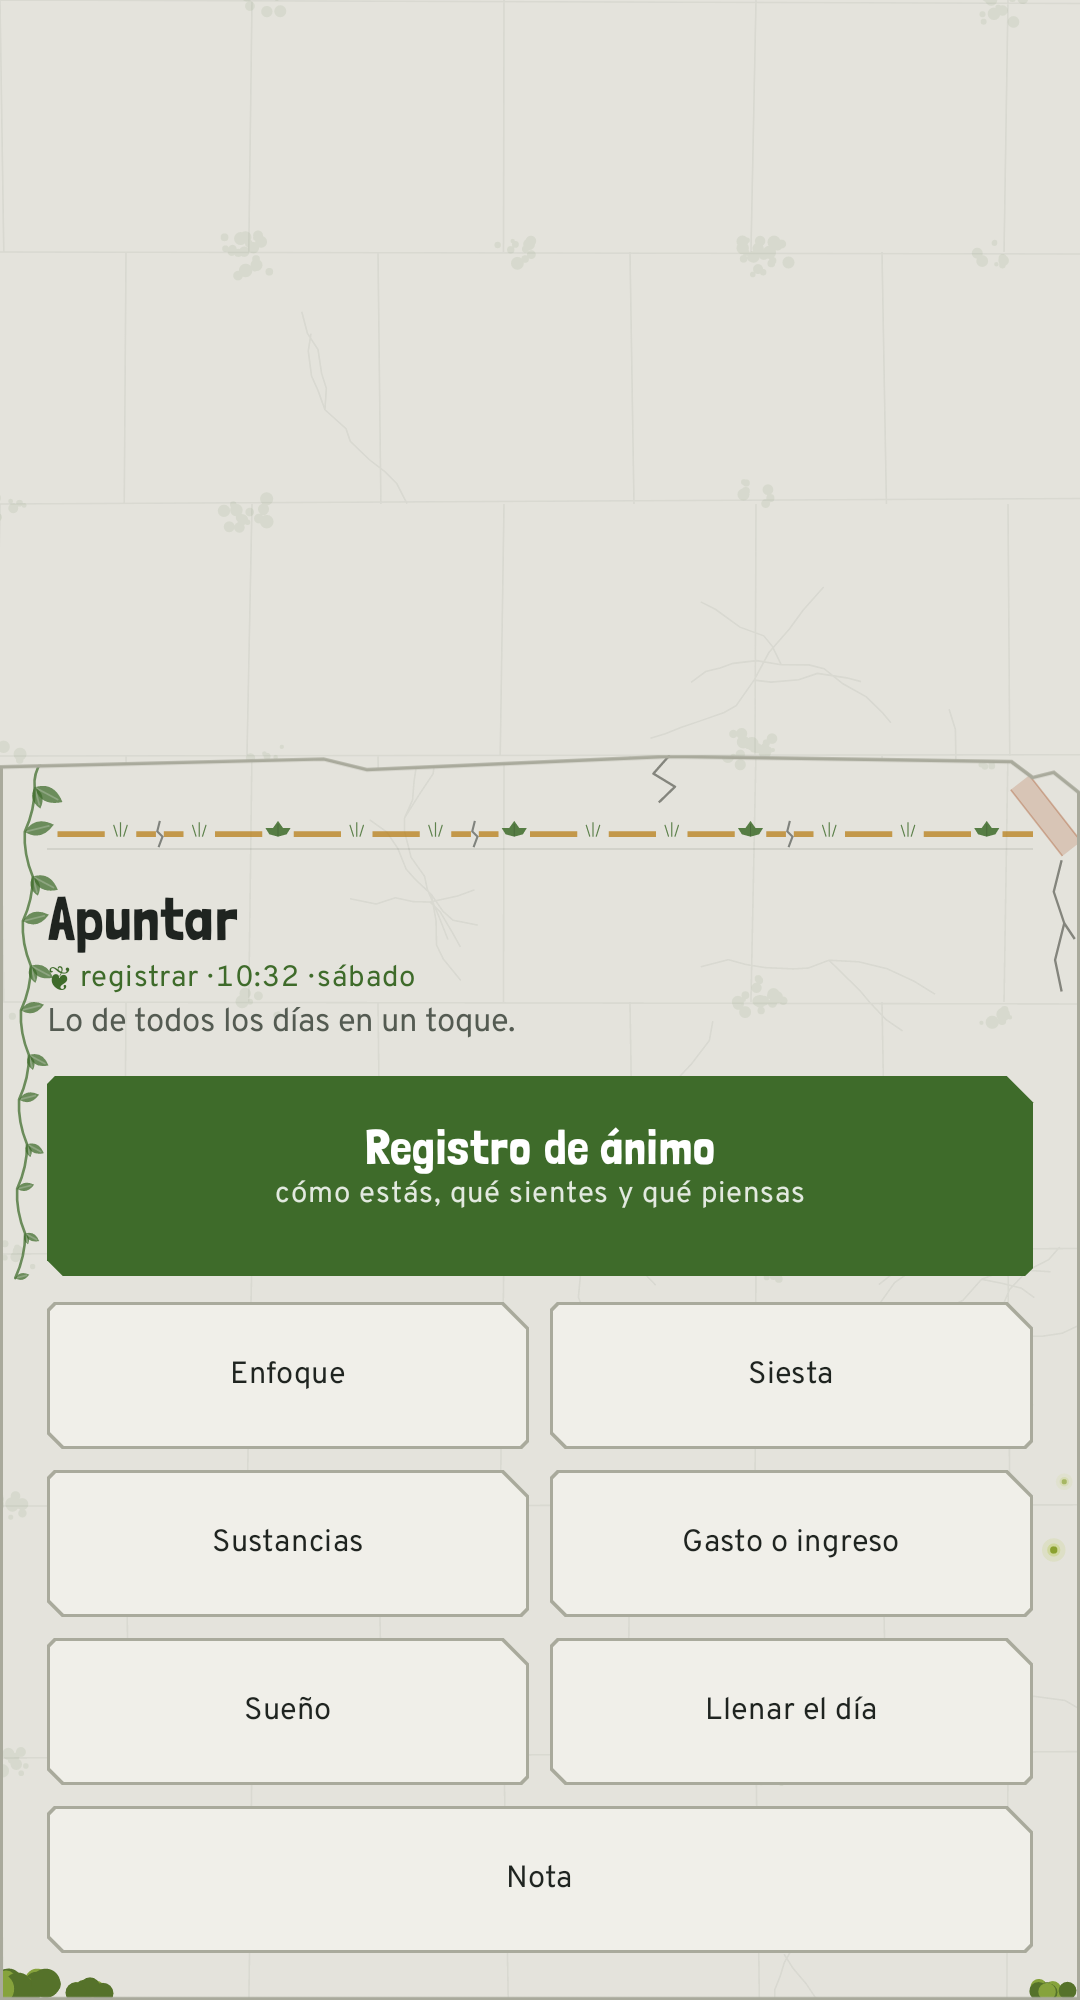 Apuntar
❦ registrar ·10:32 ·sábado
Lo de todos los días en un toque.
Registro de ánimo
cómo estás, qué sientes y qué piensas
Enfoque
Siesta
Sustancias
Gasto o ingreso
Sueño
Llenar el día
Nota